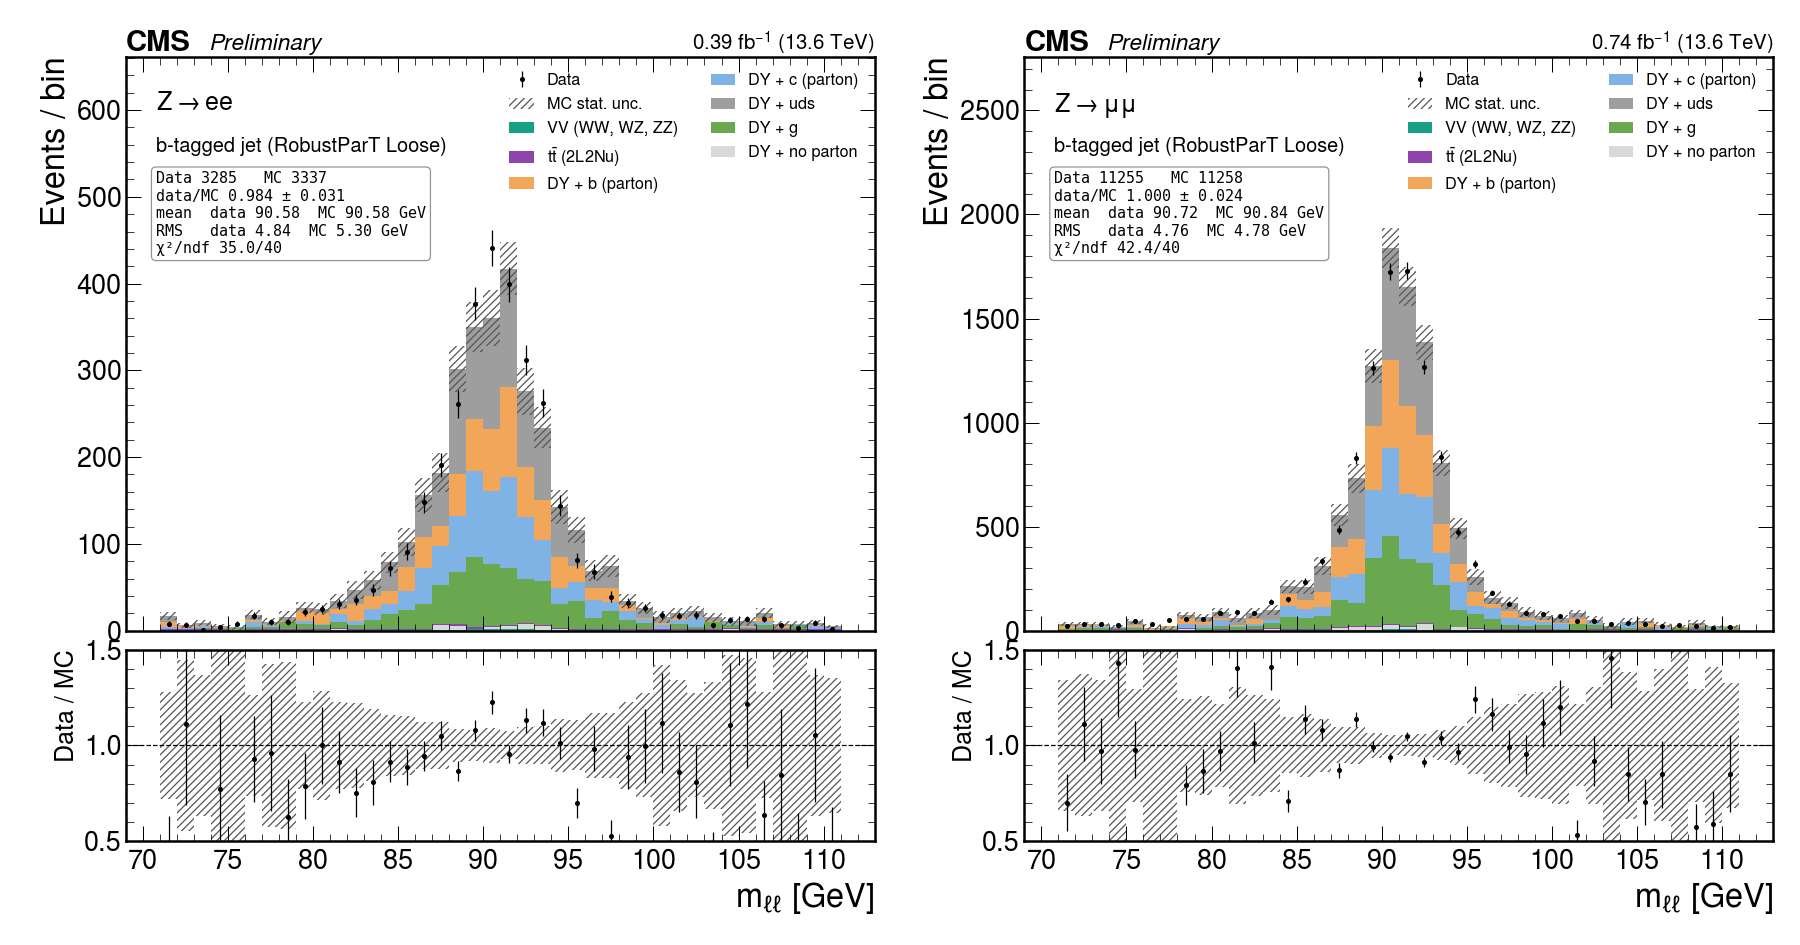 CMS Preliminary 0.39 fb⁻¹ (13.6 TeV)
Events / bin
600
500
400
300
200
100
0
Z → ee
b-tagged jet (RobustParT Loose)
Data 3285 MC 3337
data/MC 0.984 ± 0.031
mean data 90.58 MC 90.58 GeV
RMS data 4.84 MC 5.30 GeV
χ²/ndf 35.0/40
Data
MC stat. unc.
VV (WW, WZ, ZZ)
tt̄ (2L2Nu)
DY + b (parton)
DY + c (parton)
DY + uds
DY + g
DY + no parton
Data / MC
1.5
1.0
0.5
70 75 80 85 90 95 100 105 110
mℓℓ [GeV]
CMS Preliminary 0.74 fb⁻¹ (13.6 TeV)
Events / bin
2500
2000
1500
1000
500
0
Z → μμ
b-tagged jet (RobustParT Loose)
Data 11255 MC 11258
data/MC 1.000 ± 0.024
mean data 90.72 MC 90.84 GeV
RMS data 4.76 MC 4.78 GeV
χ²/ndf 42.4/40
Data
MC stat. unc.
VV (WW, WZ, ZZ)
tt̄ (2L2Nu)
DY + b (parton)
DY + c (parton)
DY + uds
DY + g
DY + no parton
Data / MC
1.5
1.0
0.5
70 75 80 85 90 95 100 105 110
mℓℓ [GeV]